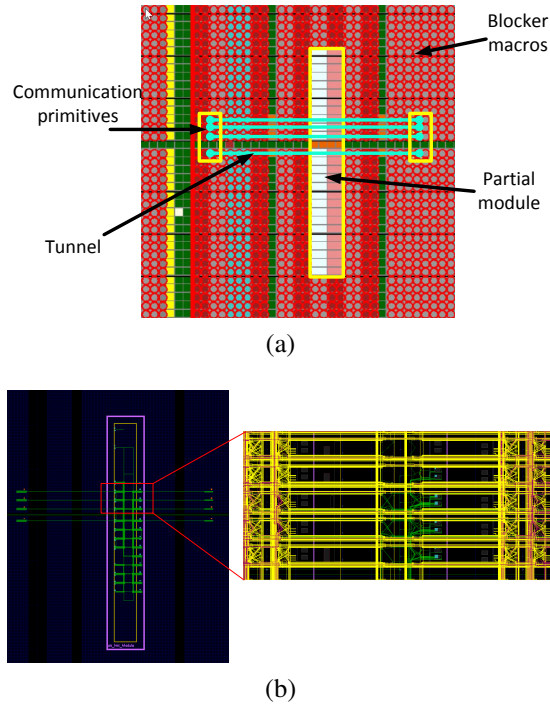 Blocker
macros
Communication
primitives
Partial
module
Tunnel
(a)
(b)